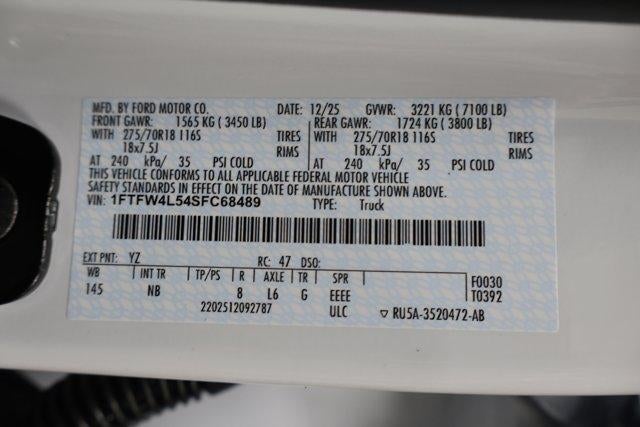 MFD. BY FORD MOTOR CO. DATE: 12/25 GVWR: 3221 KG ( 7100 LB)
FRONT GAWR: 1565 KG ( 3450 LB) REAR GAWR: 1724 KG ( 3800 LB)
WITH 275/70R18 116S TIRES WITH 275/70R18 116S TIRES
18x7.5J RIMS 18x7.5J RIMS
AT 240 kPa/ 35 PSI COLD AT 240 kPa/ 35 PSI COLD
THIS VEHICLE CONFORMS TO ALL APPLICABLE FEDERAL MOTOR VEHICLE
SAFETY STANDARDS IN EFFECT ON THE DATE OF MANUFACTURE SHOWN ABOVE.
VIN: 1FTFW4L54SFC68489 TYPE: Truck
EXT PNT: YZ RC: 47 DSO:
WB INT TR TP/PS R AXLE TR SPR F0030
145 NB 8 L6 G EEEE T0392
2202512092787 ULC ▽ RU5A-3520472-AB